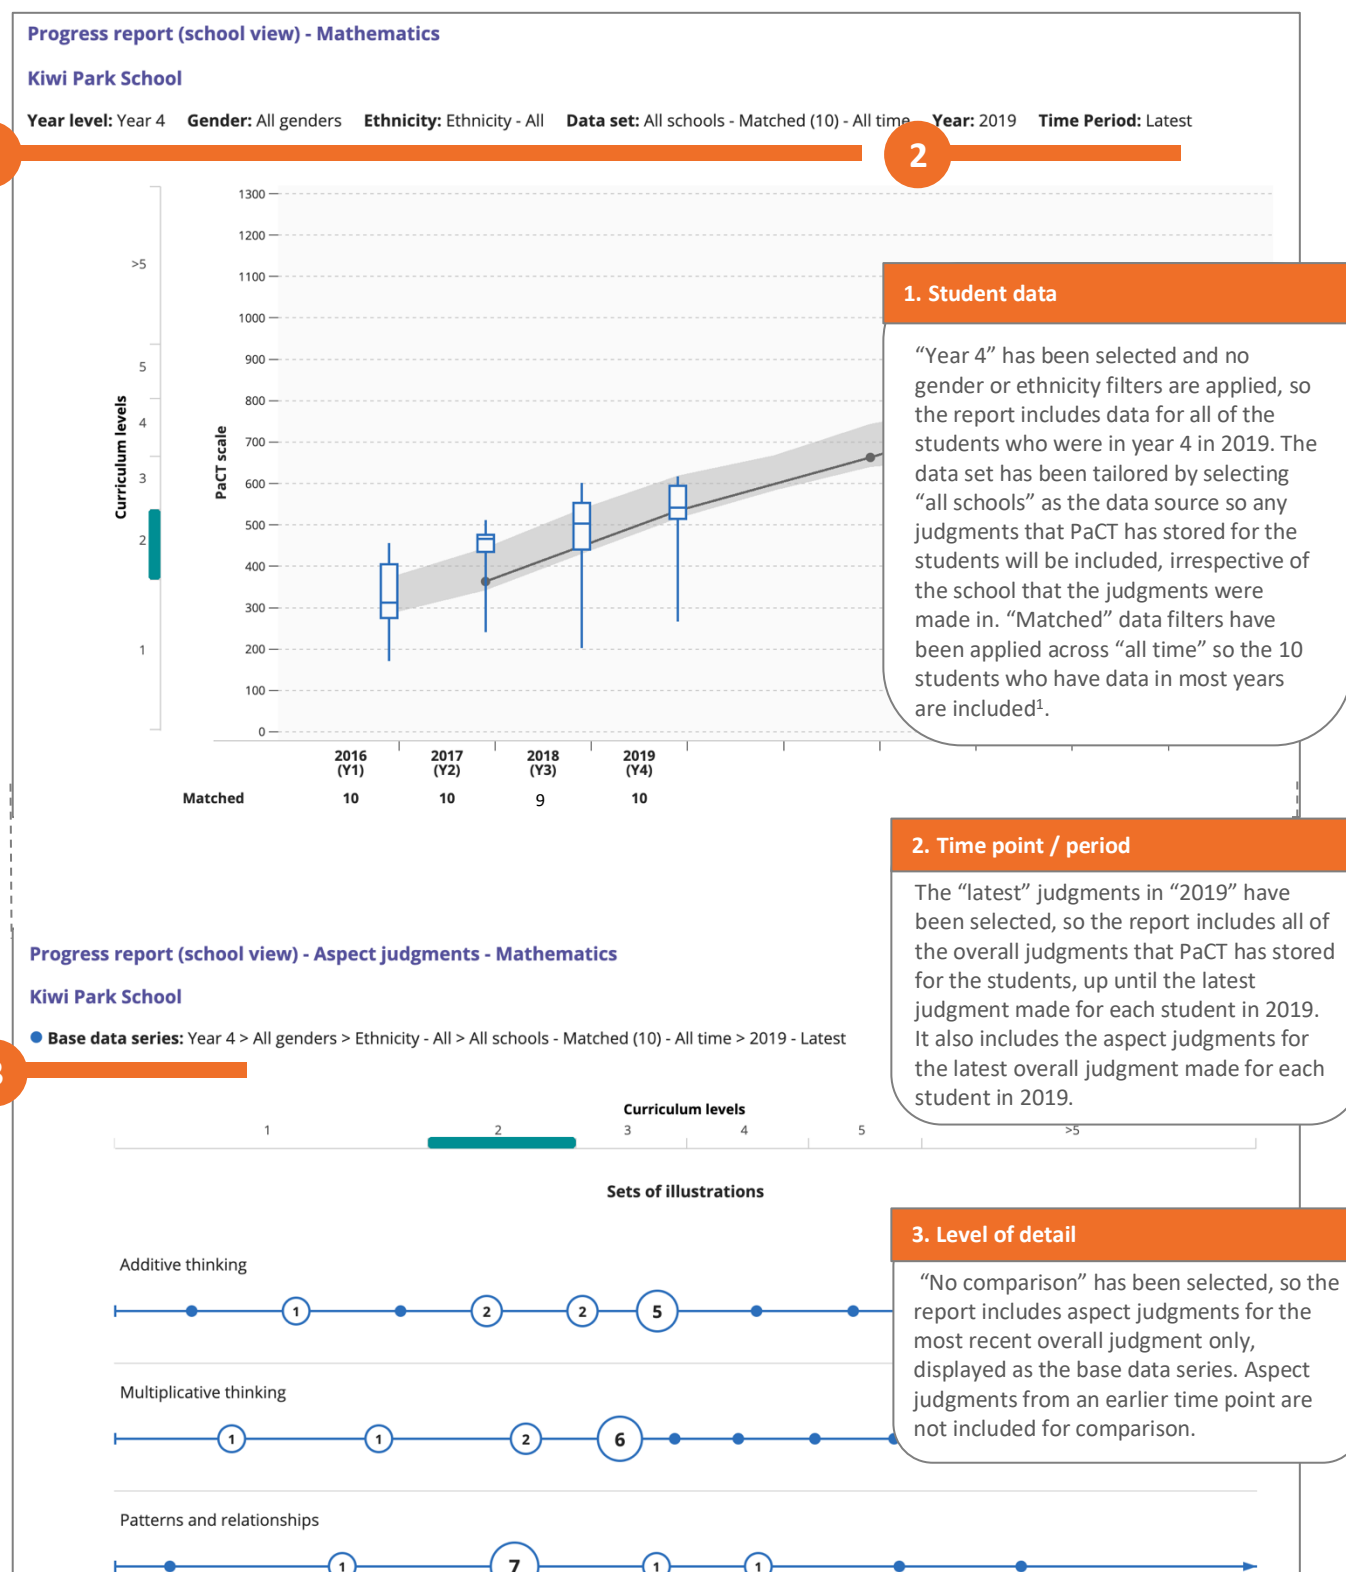 Progress report (school view) - Mathematics
Kiwi Park School
Year level: Year 4 Gender: All genders Ethnicity: Ethnicity - All Data set: All schools - Matched (10) - All time Year: 2019 Time Period: Latest
2
Curriculum levels
>5
5
4
3
2
1
PaCT scale
1300
1200
1100
1000
900
800
700
600
500
400
300
200
100
0
2016 2017 2018 2019
(Y1) (Y2) (Y3) (Y4)
Matched 10 10 9 10
1. Student data
“Year 4” has been selected and no
gender or ethnicity filters are applied, so
the report includes data for all of the
students who were in year 4 in 2019. The
data set has been tailored by selecting
“all schools” as the data source so any
judgments that PaCT has stored for the
students will be included, irrespective of
the school that the judgments were
made in. “Matched” data filters have
been applied across “all time” so the 10
students who have data in most years
are included1.
2. Time point / period
The “latest” judgments in “2019” have
been selected, so the report includes all of
the overall judgments that PaCT has stored
for the students, up until the latest
judgment made for each student in 2019.
It also includes the aspect judgments for
the latest overall judgment made for each
student in 2019.
Progress report (school view) - Aspect judgments - Mathematics
Kiwi Park School
Base data series: Year 4 > All genders > Ethnicity - All > All schools - Matched (10) - All time > 2019 - Latest
3
Curriculum levels
1 2 3 4 5 >5
Sets of illustrations
Additive thinking
1 2 2 5
Multiplicative thinking
1 1 2 6
Patterns and relationships
1 7 1 1
3. Level of detail
“No comparison” has been selected, so the
report includes aspect judgments for the
most recent overall judgment only,
displayed as the base data series. Aspect
judgments from an earlier time point are
not included for comparison.